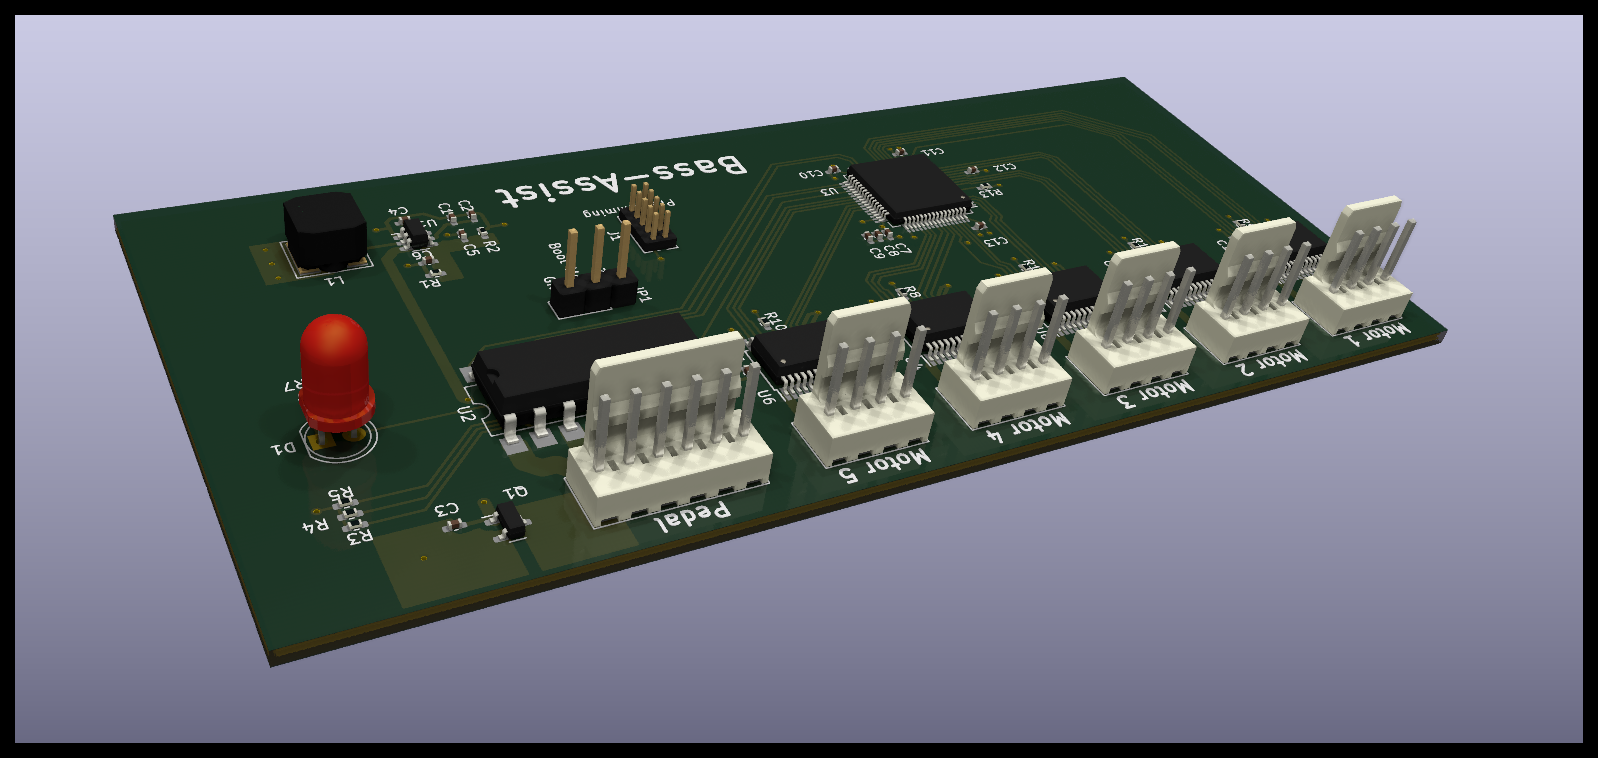 Bass-Assist
C11
C10
C12
U3
R13
C4
C1
C2
C13
J1
C5
R2
C7
C8
C9
C6
R1
L1
R8
R10
Motor 1
Motor 2
R7
Motor 3
U6
U2
Motor 4
D1
Motor 5
R5
Q1
R4
C3
R3
Pedal